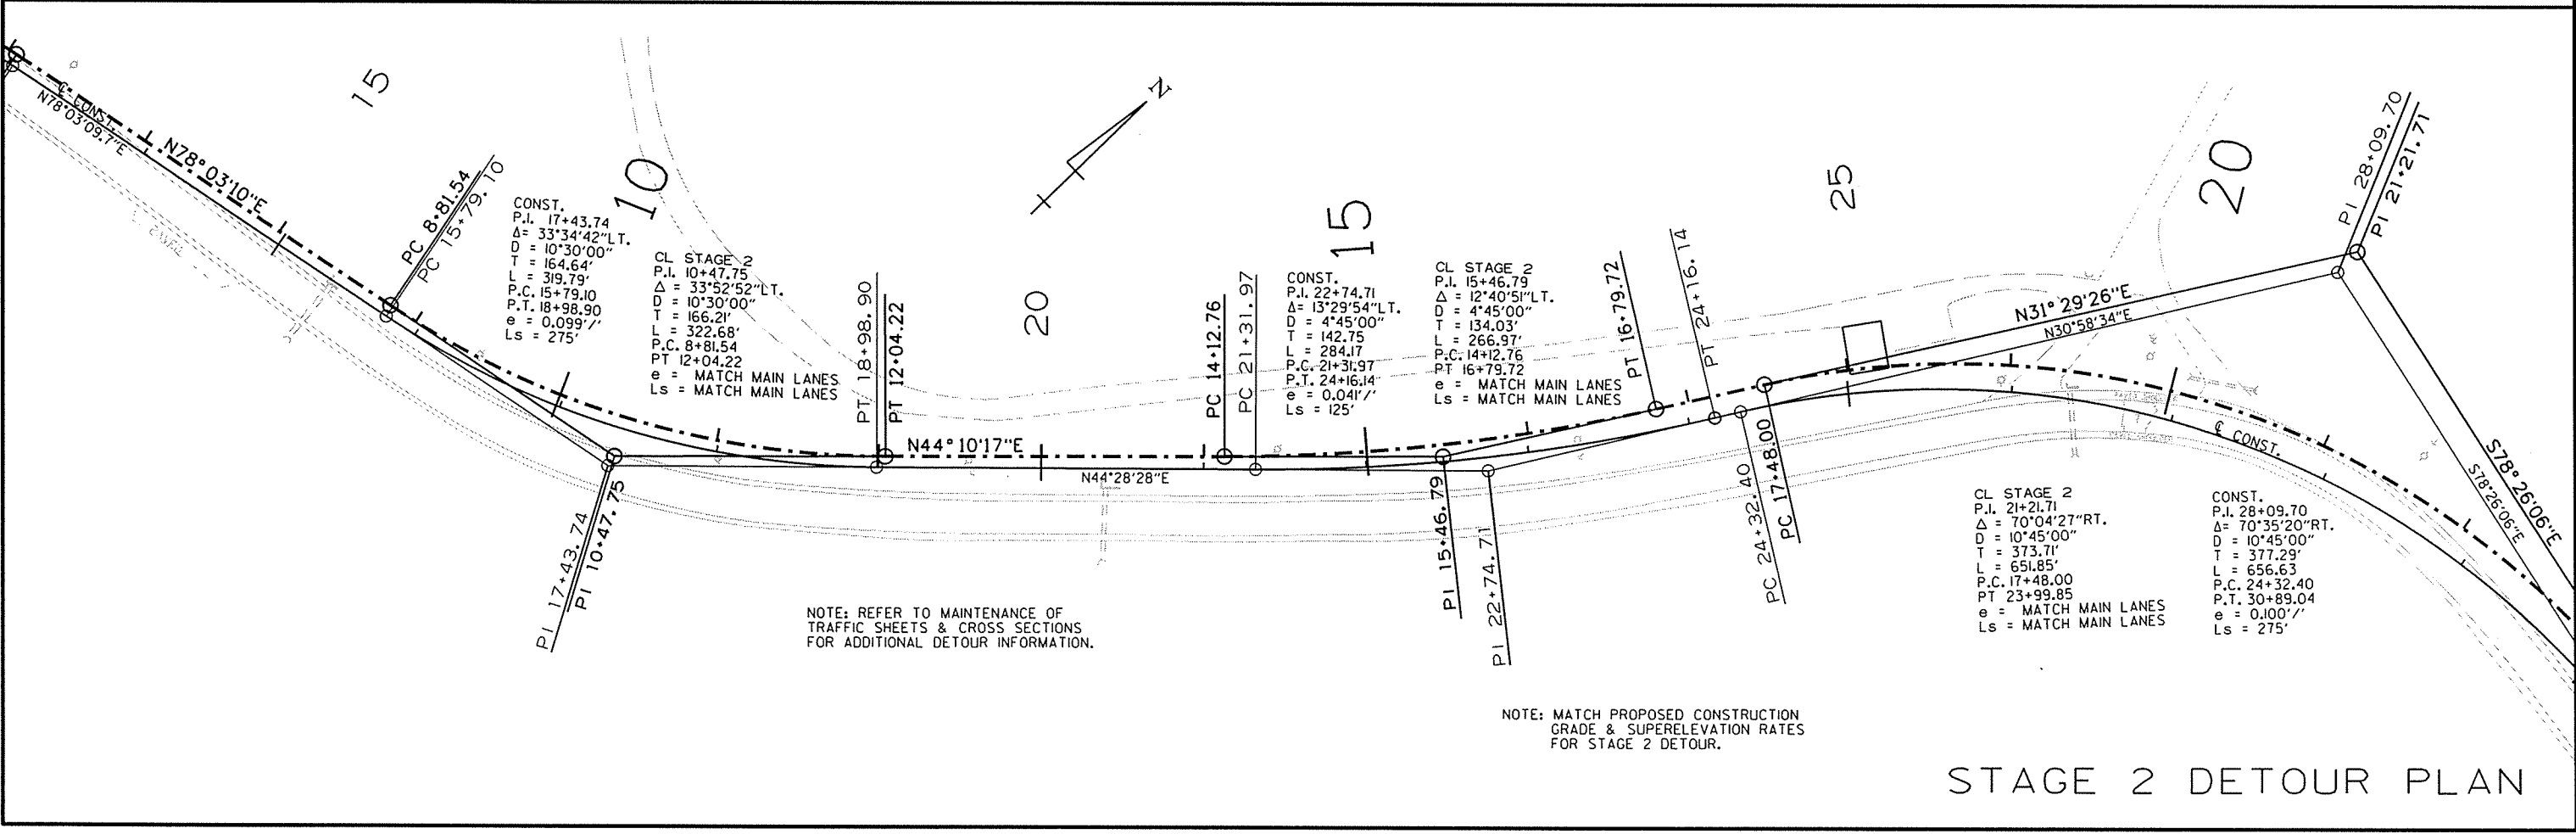 15
℄ CONST.
N78°03'09.7"E
N78°03'10"E
PC 8+81.54
PC 15+79.10
10
CONST.
P.I. 17+43.74
Δ= 33°34'42"LT.
D = 10°30'00"
T = 164.64'
L = 319.79'
P.C. 15+79.10
P.T. 18+98.90
e = 0.099'/'
Ls = 275'
CL STAGE 2
P.I. 10+47.75
Δ = 33°52'52"LT.
D = 10°30'00"
T = 166.21'
L = 322.68'
P.C. 8+81.54
PT 12+04.22
e = MATCH MAIN LANES
Ls = MATCH MAIN LANES
PI 17+43.74
PI 10+47.75
PT 18+98.90
PT 12+04.22
N44°10'17"E
N44°28'28"E
20
N
PC 14+12.76
PC 21+31.97
15
CONST.
P.I. 22+74.71
Δ= 13°29'54"LT.
D = 4°45'00"
T = 142.75
L = 284.17
P.C. 21+31.97
P.T. 24+16.14
e = 0.041'/'
Ls = 125'
CL STAGE 2
P.I. 15+46.79
Δ = 12°40'51"LT.
D = 4°45'00"
T = 134.03'
L = 266.97'
P.C. 14+12.76
PT 16+79.72
e = MATCH MAIN LANES
Ls = MATCH MAIN LANES
PI 15+46.79
PI 22+74.71
PT 16+79.72
PT 24+16.14
PC 24+32.40
PC 17+48.00
25
N31°29'26"E
N30°58'34"E
20
PI 28+09.70
PI 21+21.71
℄ CONST.
S78°26'06"E
S78°26'06"E
CL STAGE 2
P.I. 21+21.71
Δ = 70°04'27"RT.
D = 10°45'00"
T = 373.71'
L = 651.85'
P.C. 17+48.00
PT 23+99.85
e = MATCH MAIN LANES
Ls = MATCH MAIN LANES
CONST.
P.I. 28+09.70
Δ= 70°35'20"RT.
D = 10°45'00"
T = 377.29'
L = 656.63
P.C. 24+32.40
P.T. 30+89.04
e = 0.100'/'
Ls = 275'
NOTE: REFER TO MAINTENANCE OF
TRAFFIC SHEETS & CROSS SECTIONS
FOR ADDITIONAL DETOUR INFORMATION.
NOTE: MATCH PROPOSED CONSTRUCTION
GRADE & SUPERELEVATION RATES
FOR STAGE 2 DETOUR.
STAGE 2 DETOUR PLAN